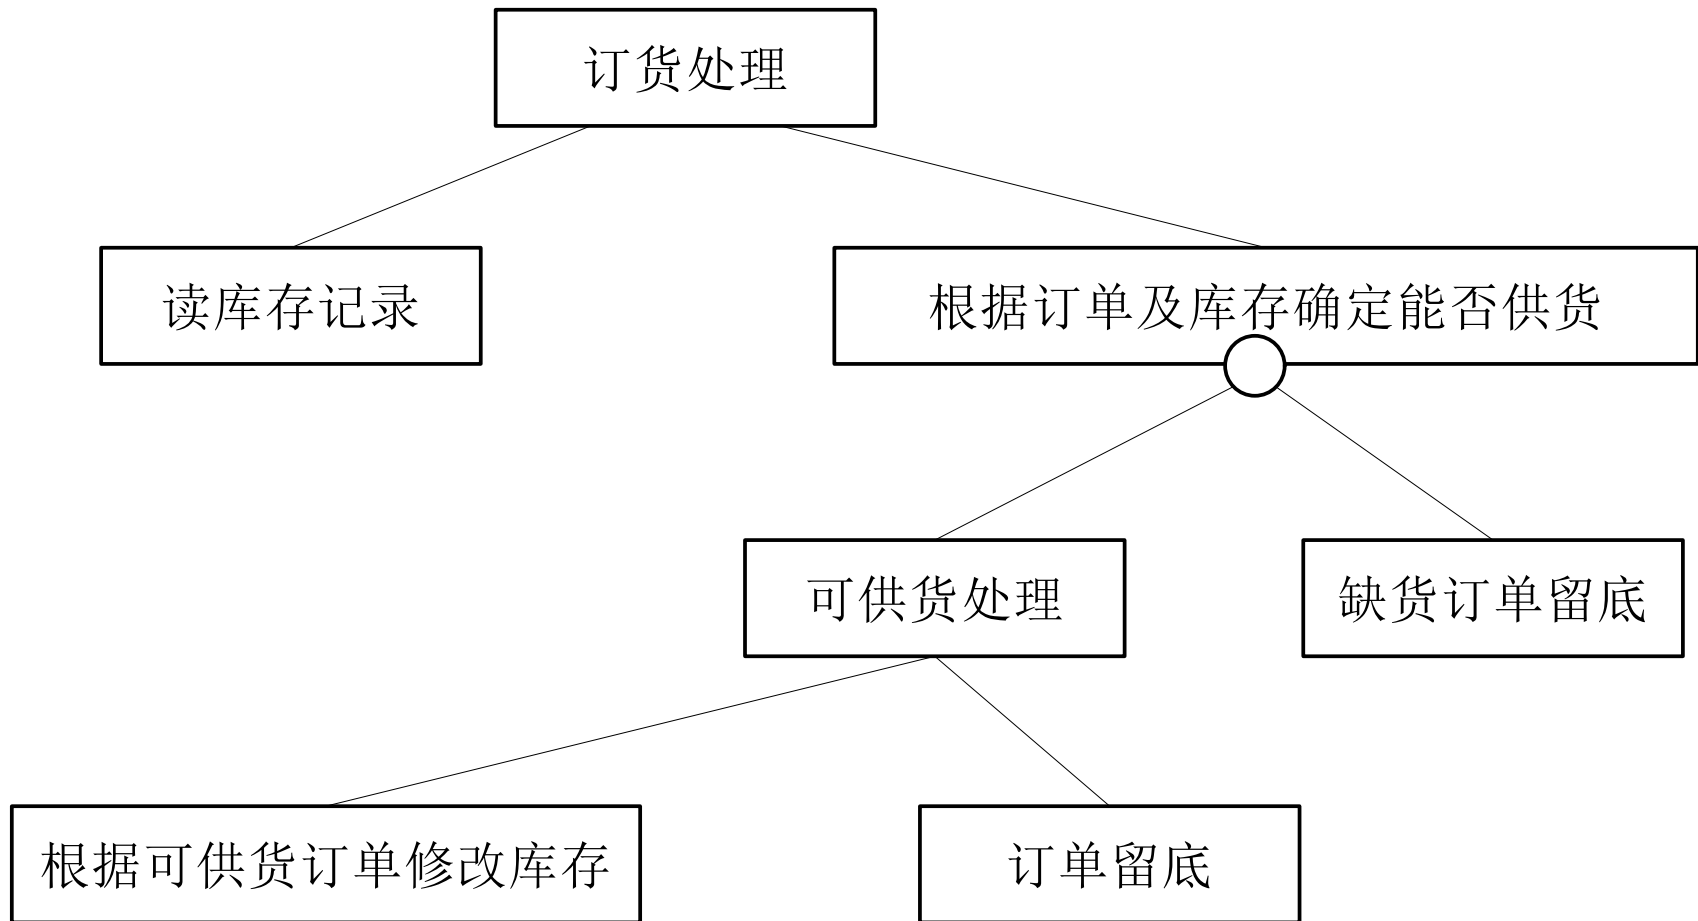 订货处理
读库存记录
根据订单及库存确定能否供货
可供货处理
缺货订单留底
根据可供货订单修改库存
订单留底